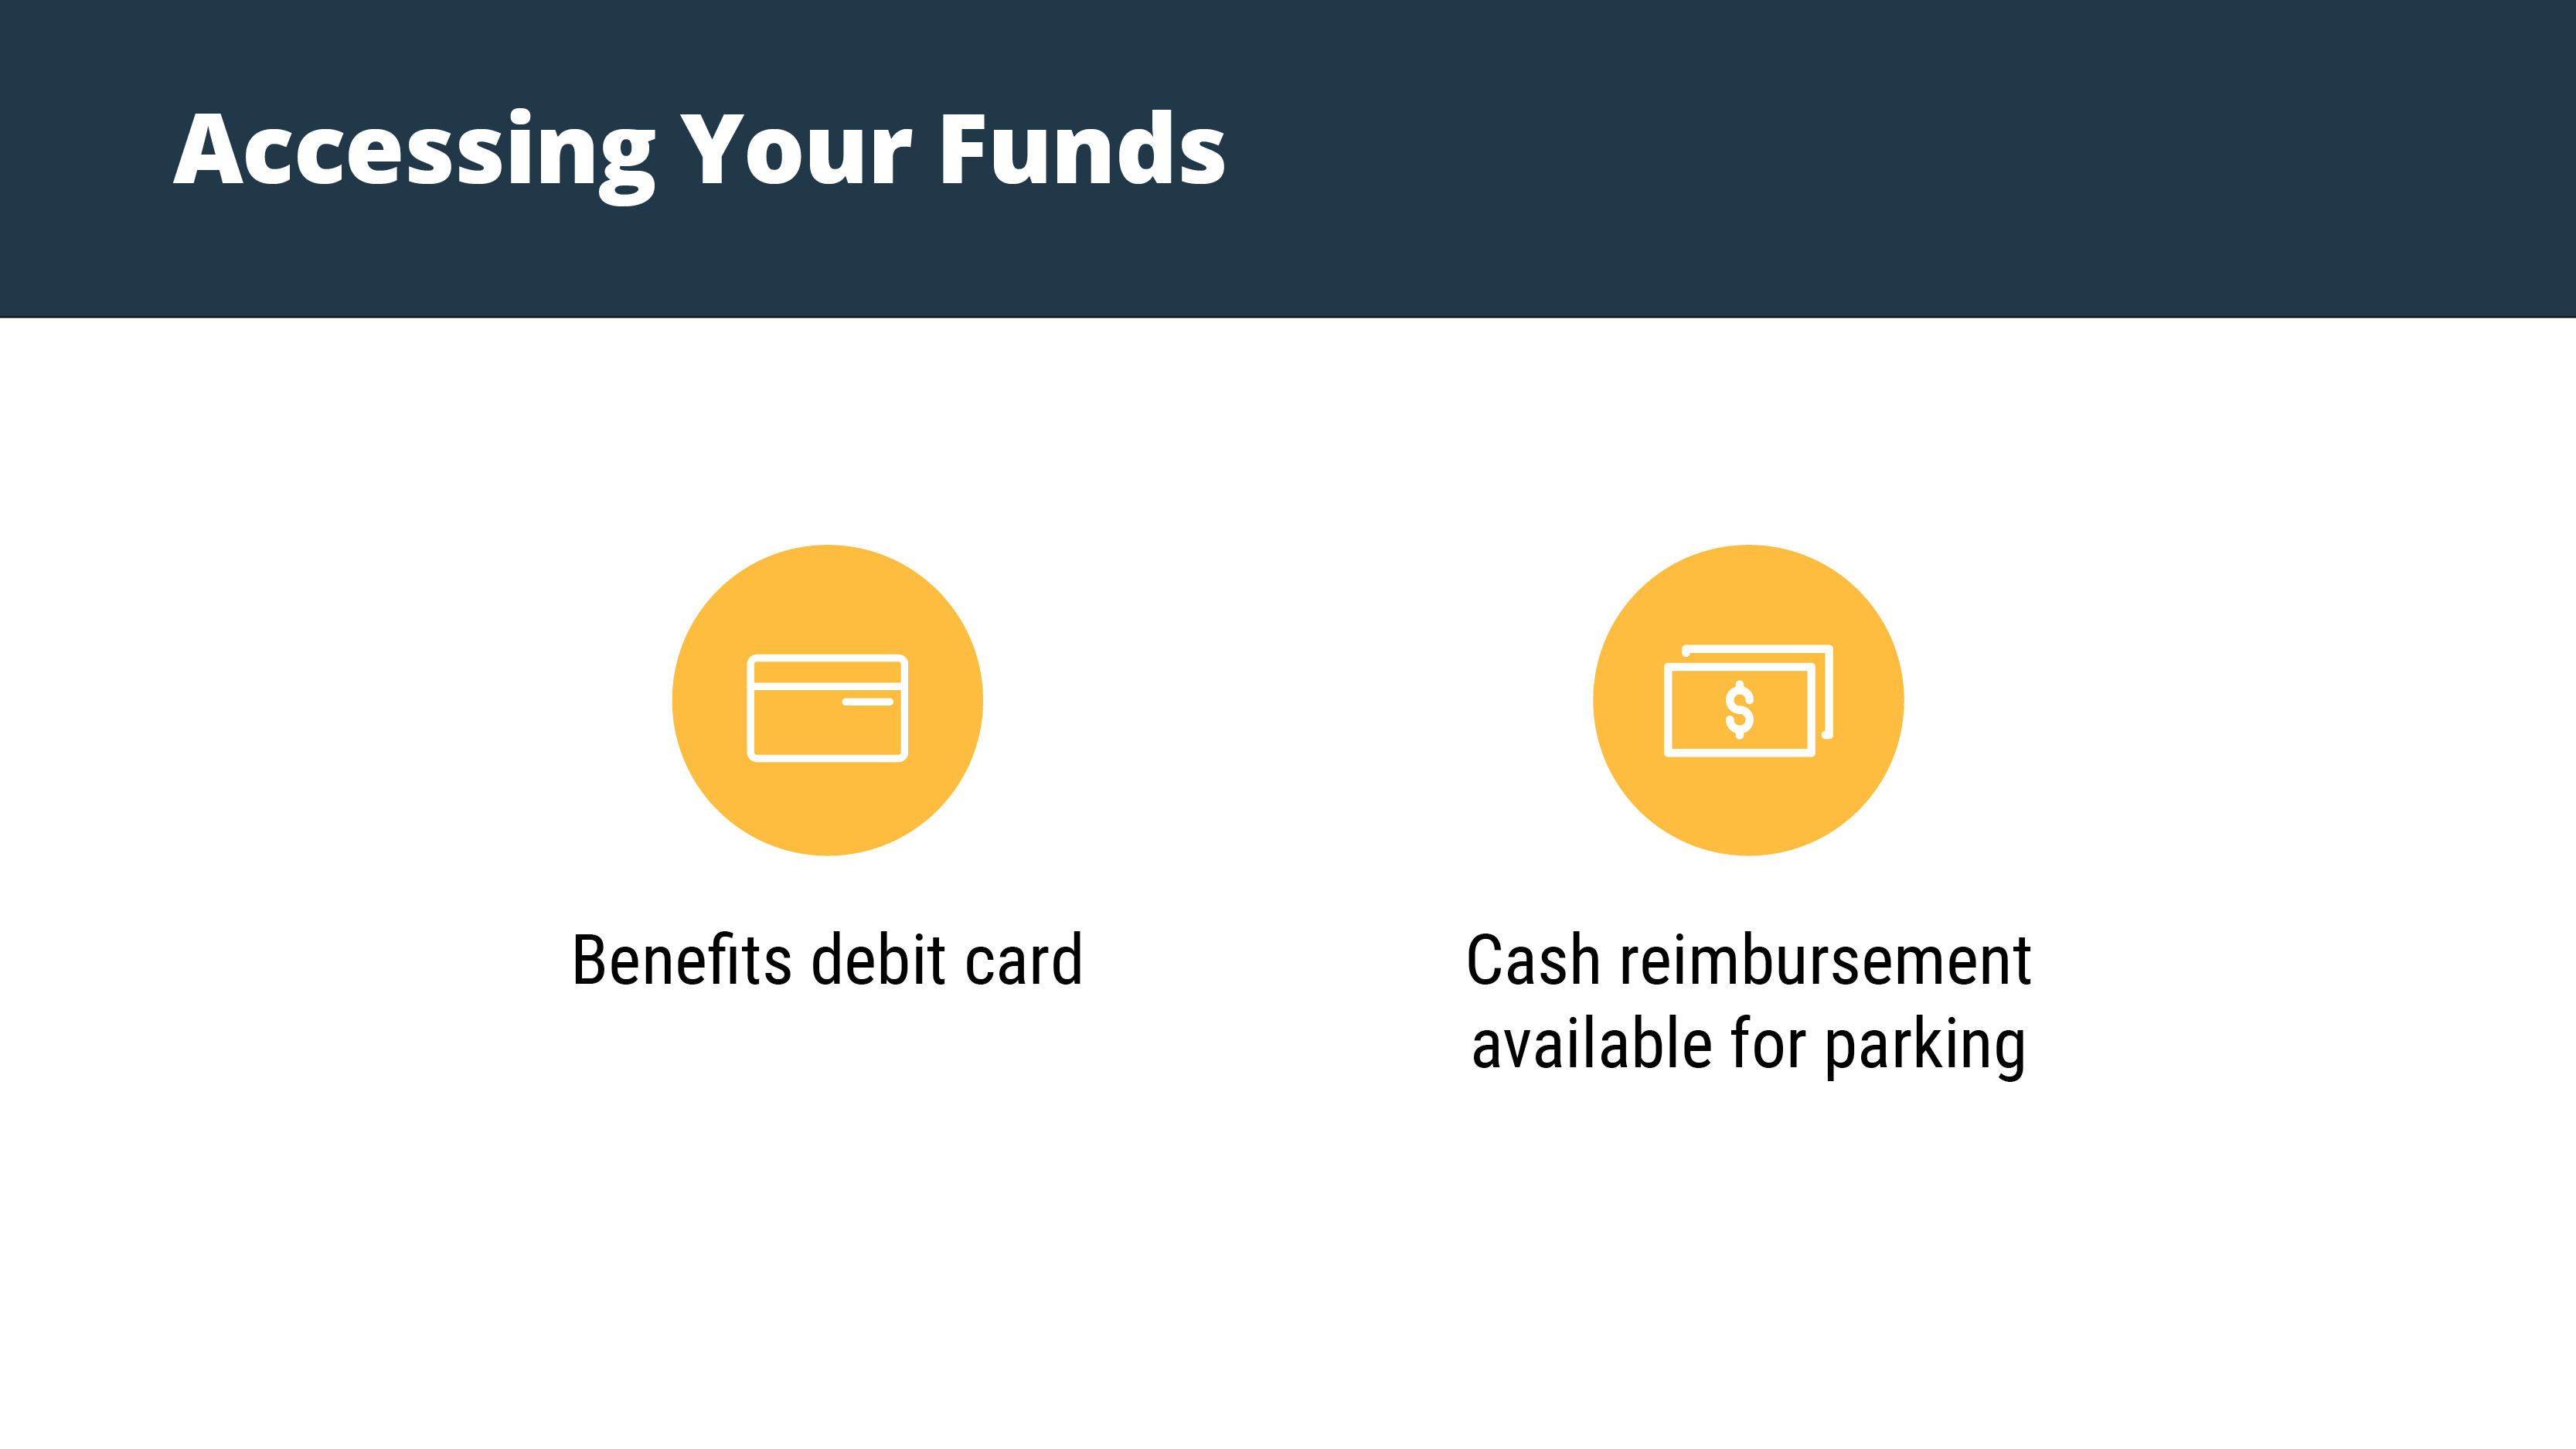 Accessing Your Funds
Benefits debit card
Cash reimbursement
available for parking